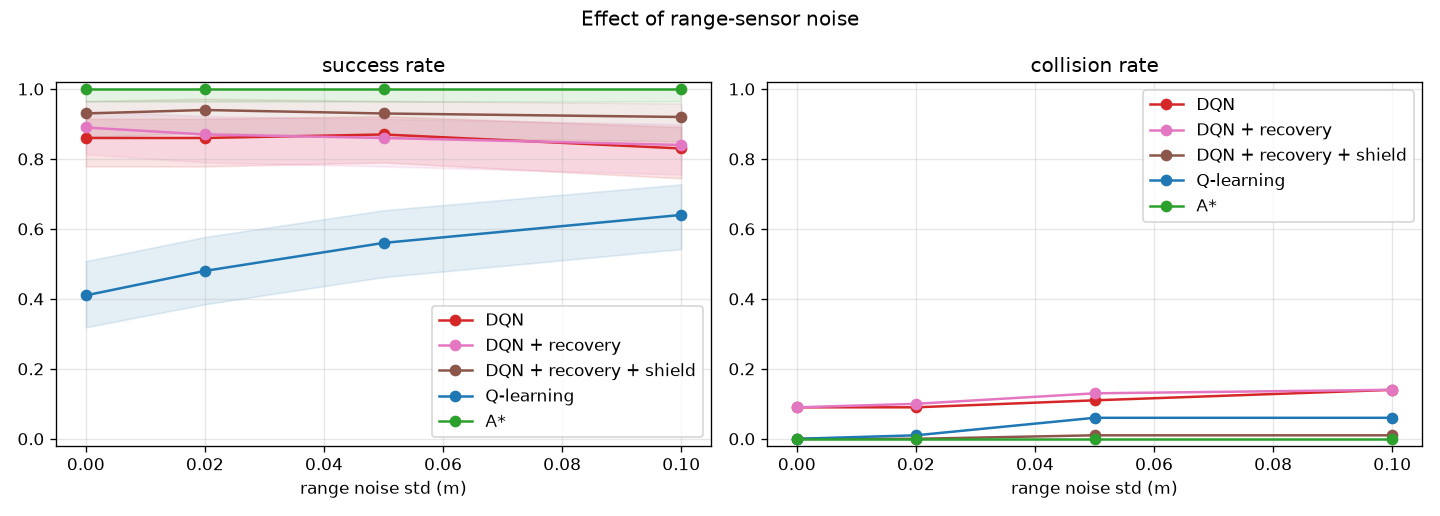 Effect of range-sensor noise
success rate
1.0
0.8
0.6
0.4
0.2
0.0
0.00 0.02 0.04 0.06 0.08 0.10
range noise std (m)
DQN
DQN + recovery
DQN + recovery + shield
Q-learning
A*
collision rate
1.0
0.8
0.6
0.4
0.2
0.0
0.00 0.02 0.04 0.06 0.08 0.10
range noise std (m)
DQN
DQN + recovery
DQN + recovery + shield
Q-learning
A*